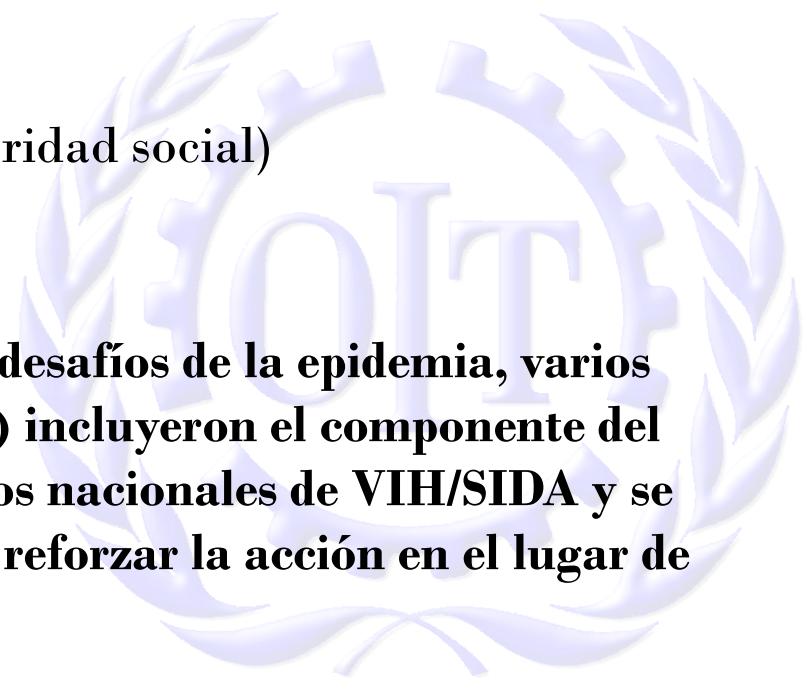 ridad social)
desafíos de la epidemia, varios
) incluyeron el componente del
os nacionales de VIH/SIDA y se
reforzar la acción en el lugar de
OIT